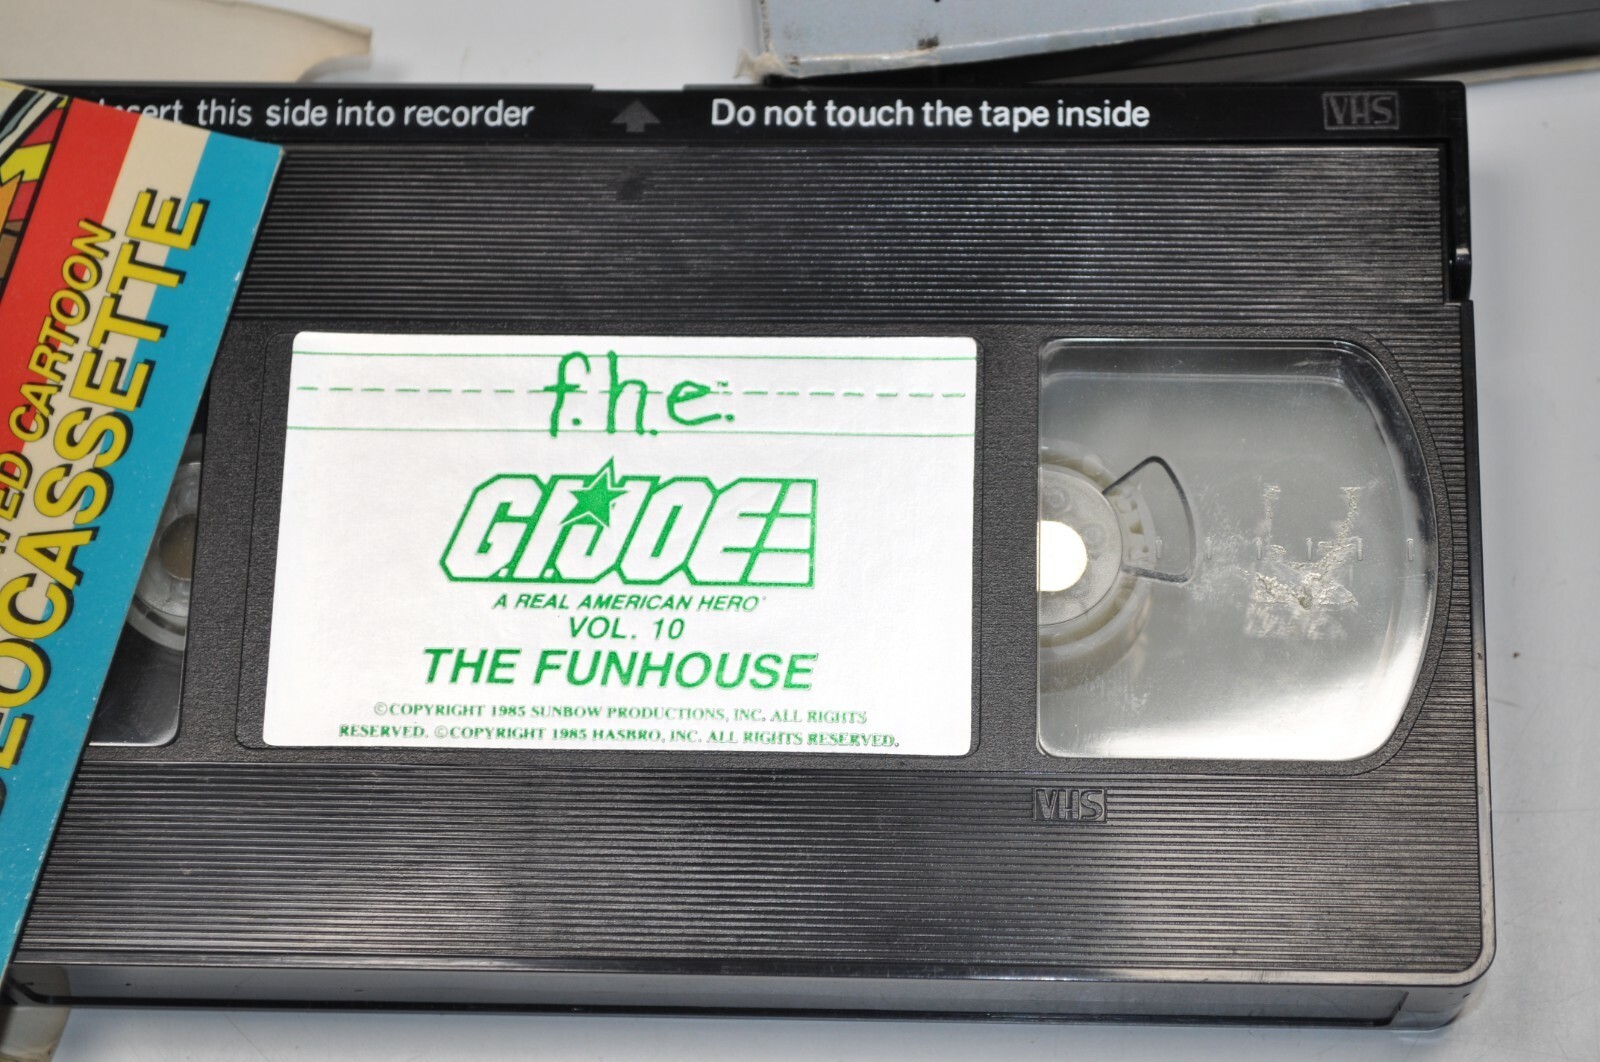 this side into recorder
Do not touch the tape inside
VHS
CARTOON
CASSETTE
f.h.e.™
G.I.JOE
A REAL AMERICAN HERO
VOL. 10
THE FUNHOUSE
©COPYRIGHT 1985 SUNBOW PRODUCTIONS, INC. ALL RIGHTS
RESERVED. ©COPYRIGHT 1985 HASBRO, INC. ALL RIGHTS RESERVED.
VHS